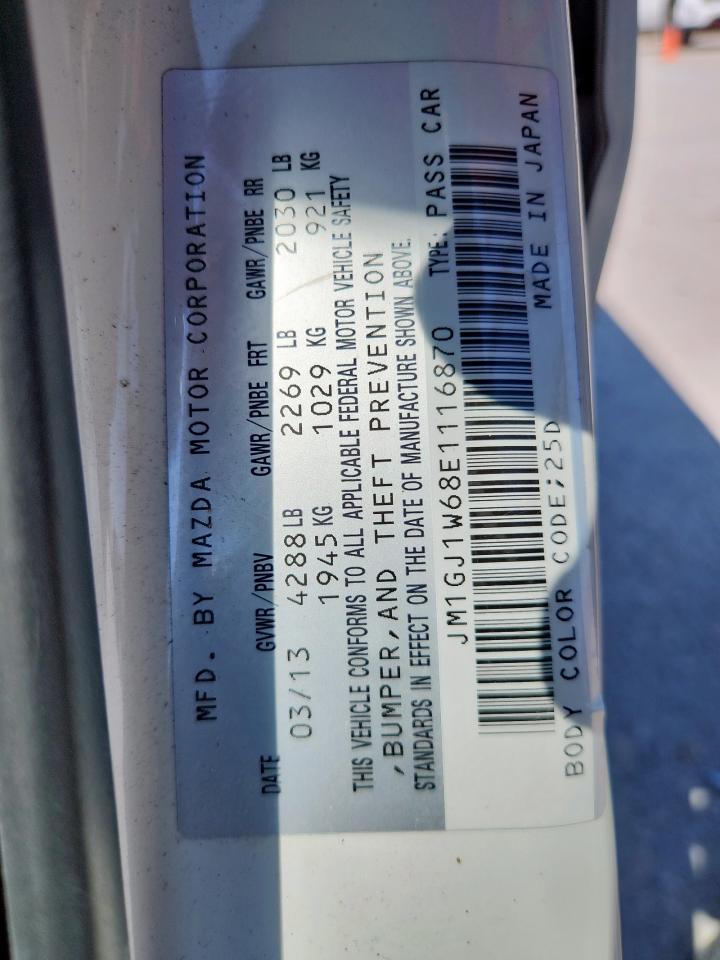 MFD. BY MAZDA MOTOR CORPORATION
DATE GVWR/PNBV GAWR/PNBE FRT GAWR/PNBE RR
03/13 4288LB 2269 LB 2030 LB
1945KG 1029 KG 921 KG
THIS VEHICLE CONFORMS TO ALL APPLICABLE FEDERAL MOTOR VEHICLE SAFETY
,BUMPER,AND THEFT PREVENTION
STANDARDS IN EFFECT ON THE DATE OF MANUFACTURE SHOWN ABOVE.
JM1GJ1W68E1116870 TYPE: PASS CAR
BODY COLOR CODE;25D MADE IN JAPAN